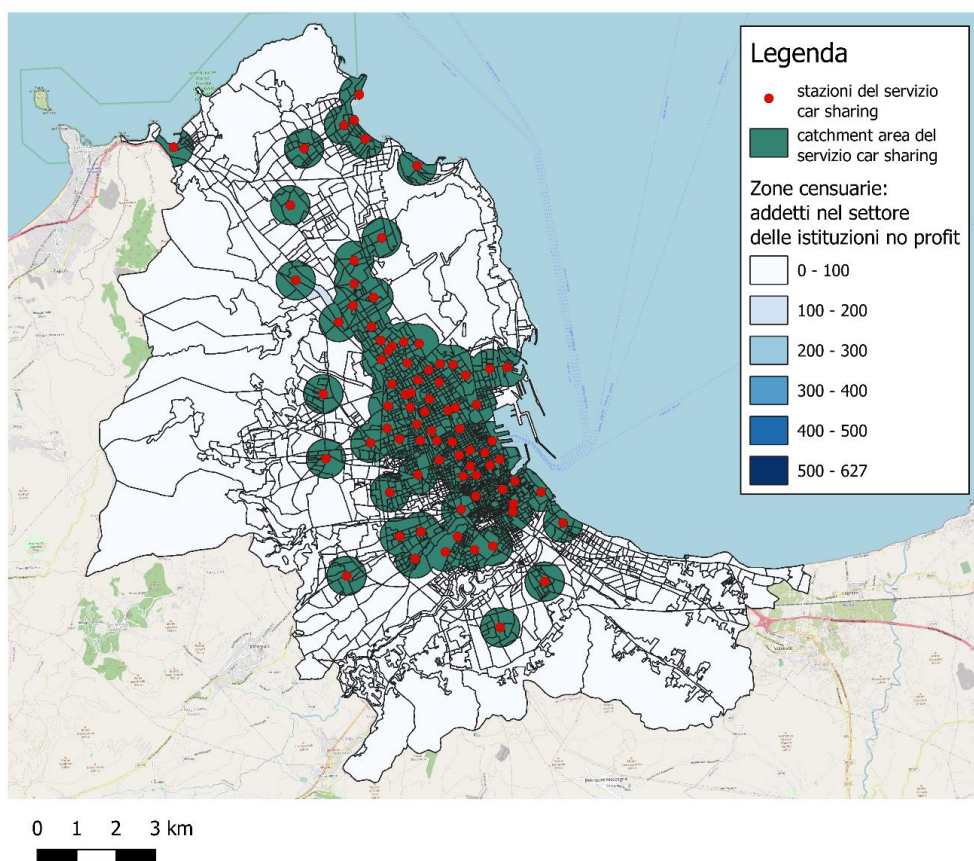 Legenda
stazioni del servizio
car sharing
catchment area del
servizio car sharing
Zone censuarie:
addetti nel settore
delle istituzioni no profit
0 - 100
100 - 200
200 - 300
300 - 400
400 - 500
500 - 627
0 1 2 3 km